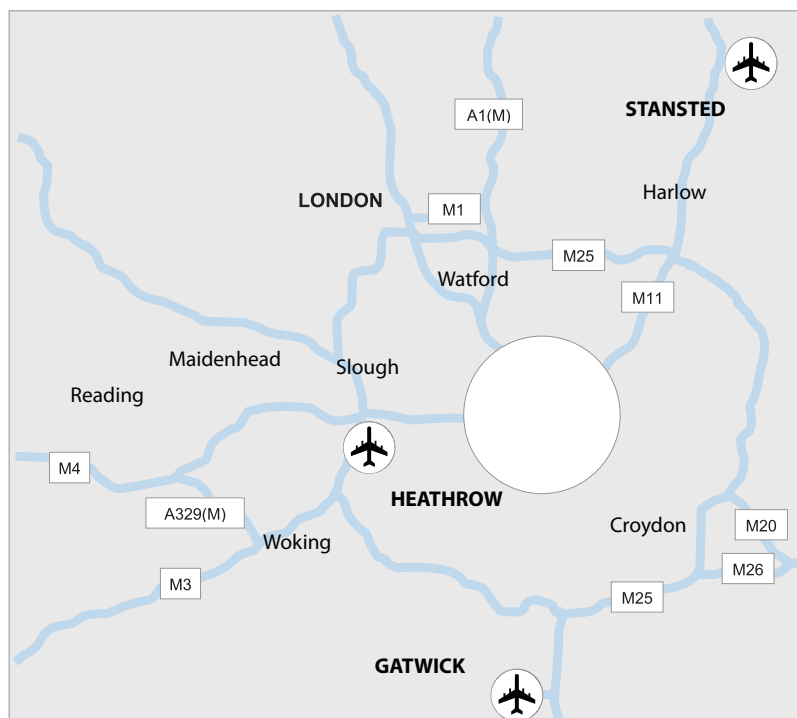 A1(M)
STANSTED
Harlow
LONDON
M1
M25
Watford
M11
Maidenhead
Slough
Reading
M4
HEATHROW
A329(M)
Croydon
M20
Woking
M26
M3
M25
GATWICK